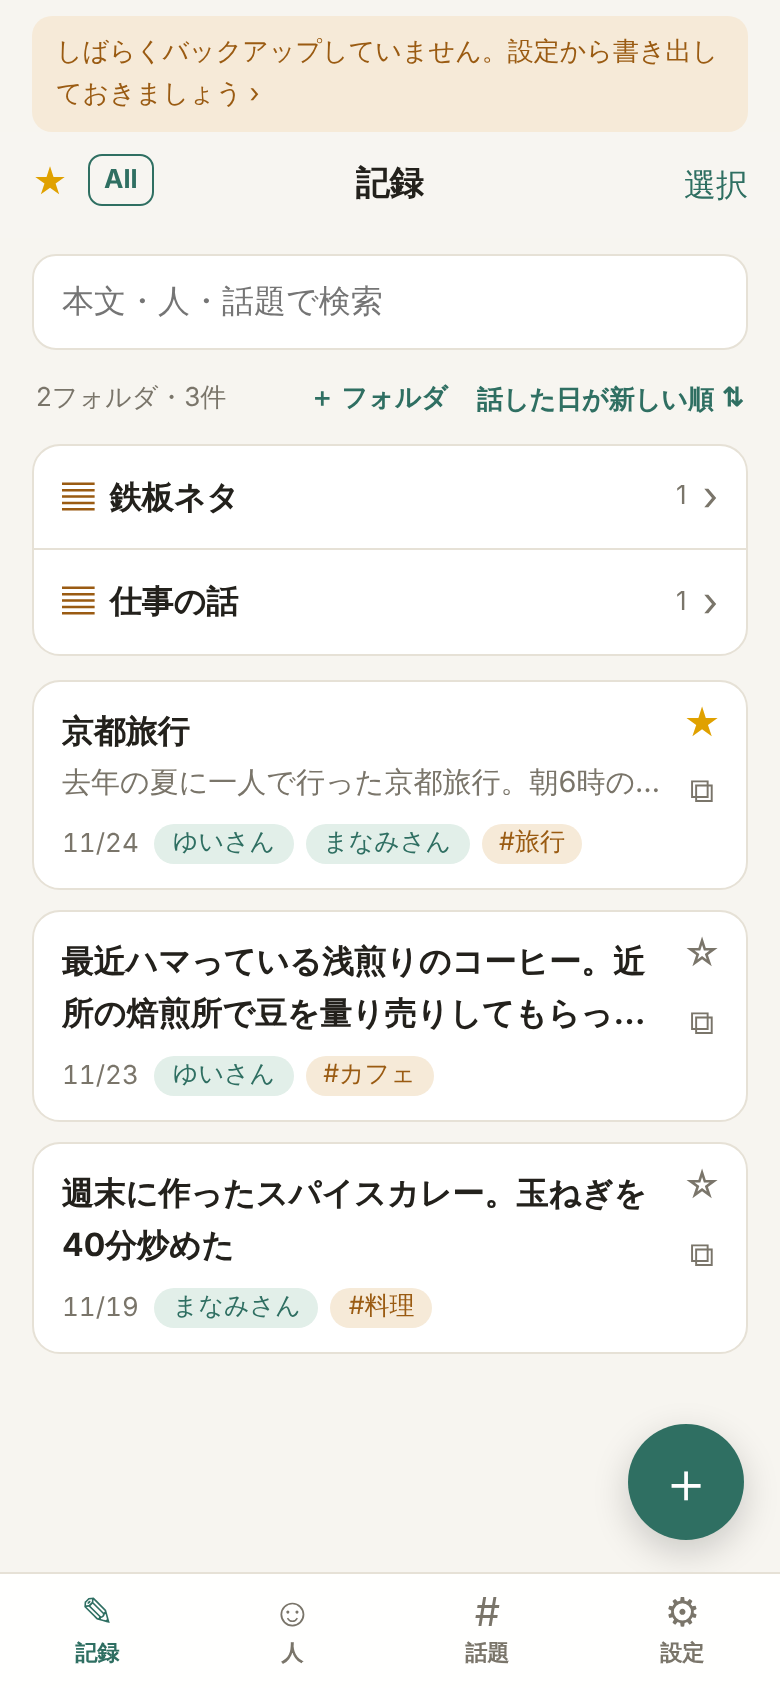 しばらくバックアップしていません。設定から書き出し
ておきましょう ›
★ All 記録 選択
本文・人・話題で検索
2フォルダ・3件 + フォルダ 話した日が新しい順 ⇅
鉄板ネタ 1 ›
仕事の話 1 ›
京都旅行 ★
去年の夏に一人で行った京都旅行。朝6時の…
11/24 ゆいさん まなみさん #旅行
最近ハマっている浅煎りのコーヒー。近 ☆
所の焙煎所で豆を量り売りしてもらっ…
11/23 ゆいさん #カフェ
週末に作ったスパイスカレー。玉ねぎを ☆
40分炒めた
11/19 まなみさん #料理
+
記録 人 # 話題 設定